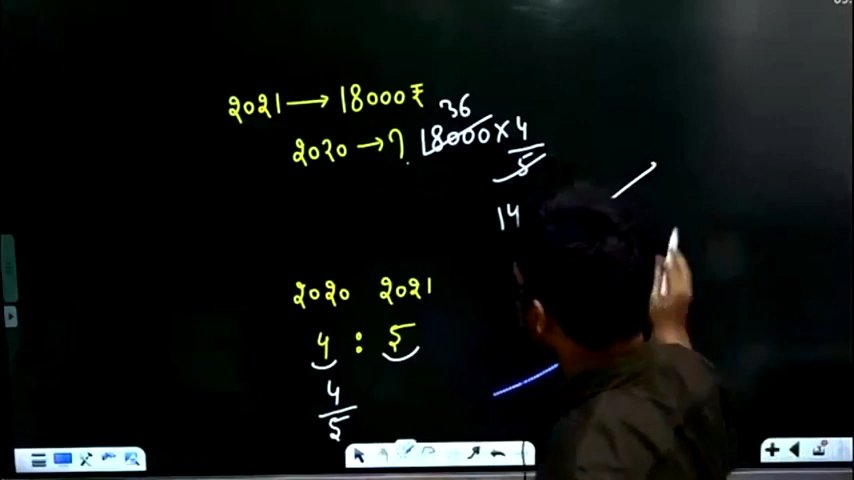 2021 → 18000 ₹
36
2020 → ? 18000 × 4
5
14
2020 2021
4 : 5
4
5